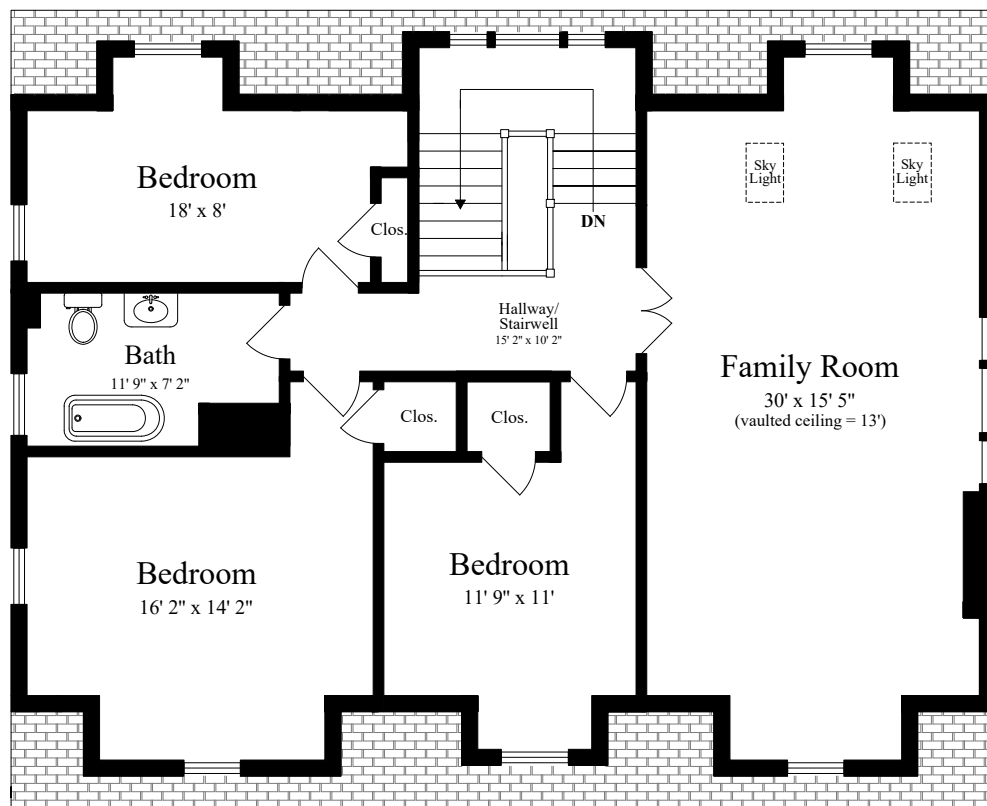 Bedroom
18' x 8'
Clos.
DN
Sky
Light
Sky
Light
Hallway/
Stairwell
15' 2" x 10' 2"
Bath
11' 9" x 7' 2"
Family Room
30' x 15' 5"
(vaulted ceiling = 13')
Clos.
Clos.
Bedroom
16' 2" x 14' 2"
Bedroom
11' 9" x 11'